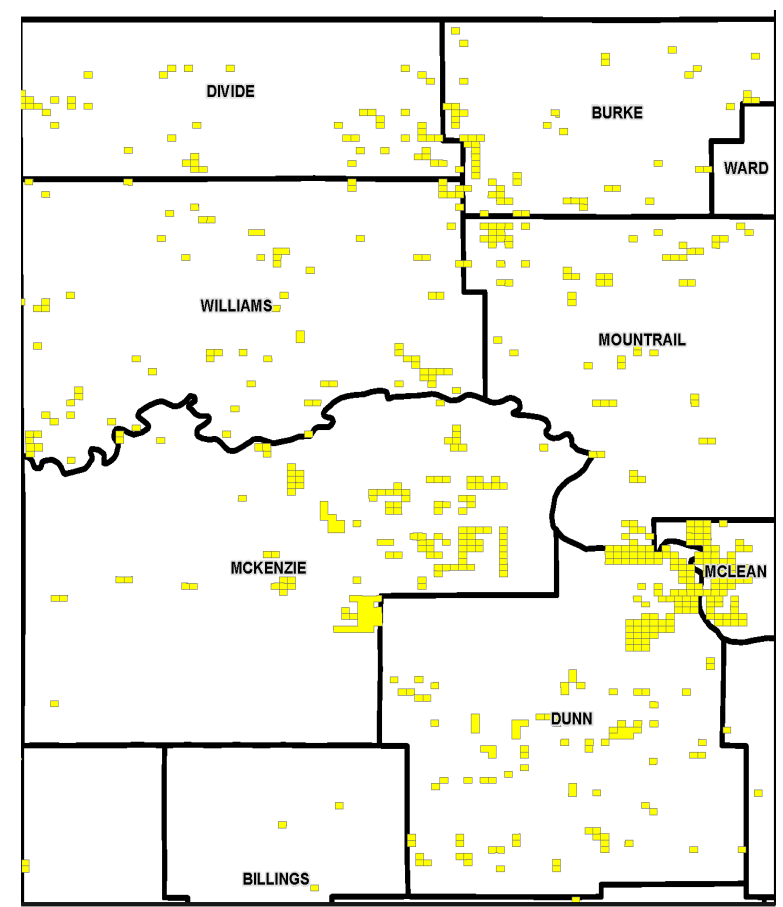 DIVIDE
BURKE
WARD
WILLIAMS
MOUNTRAIL
MCKENZIE
MCLEAN
DUNN
BILLINGS